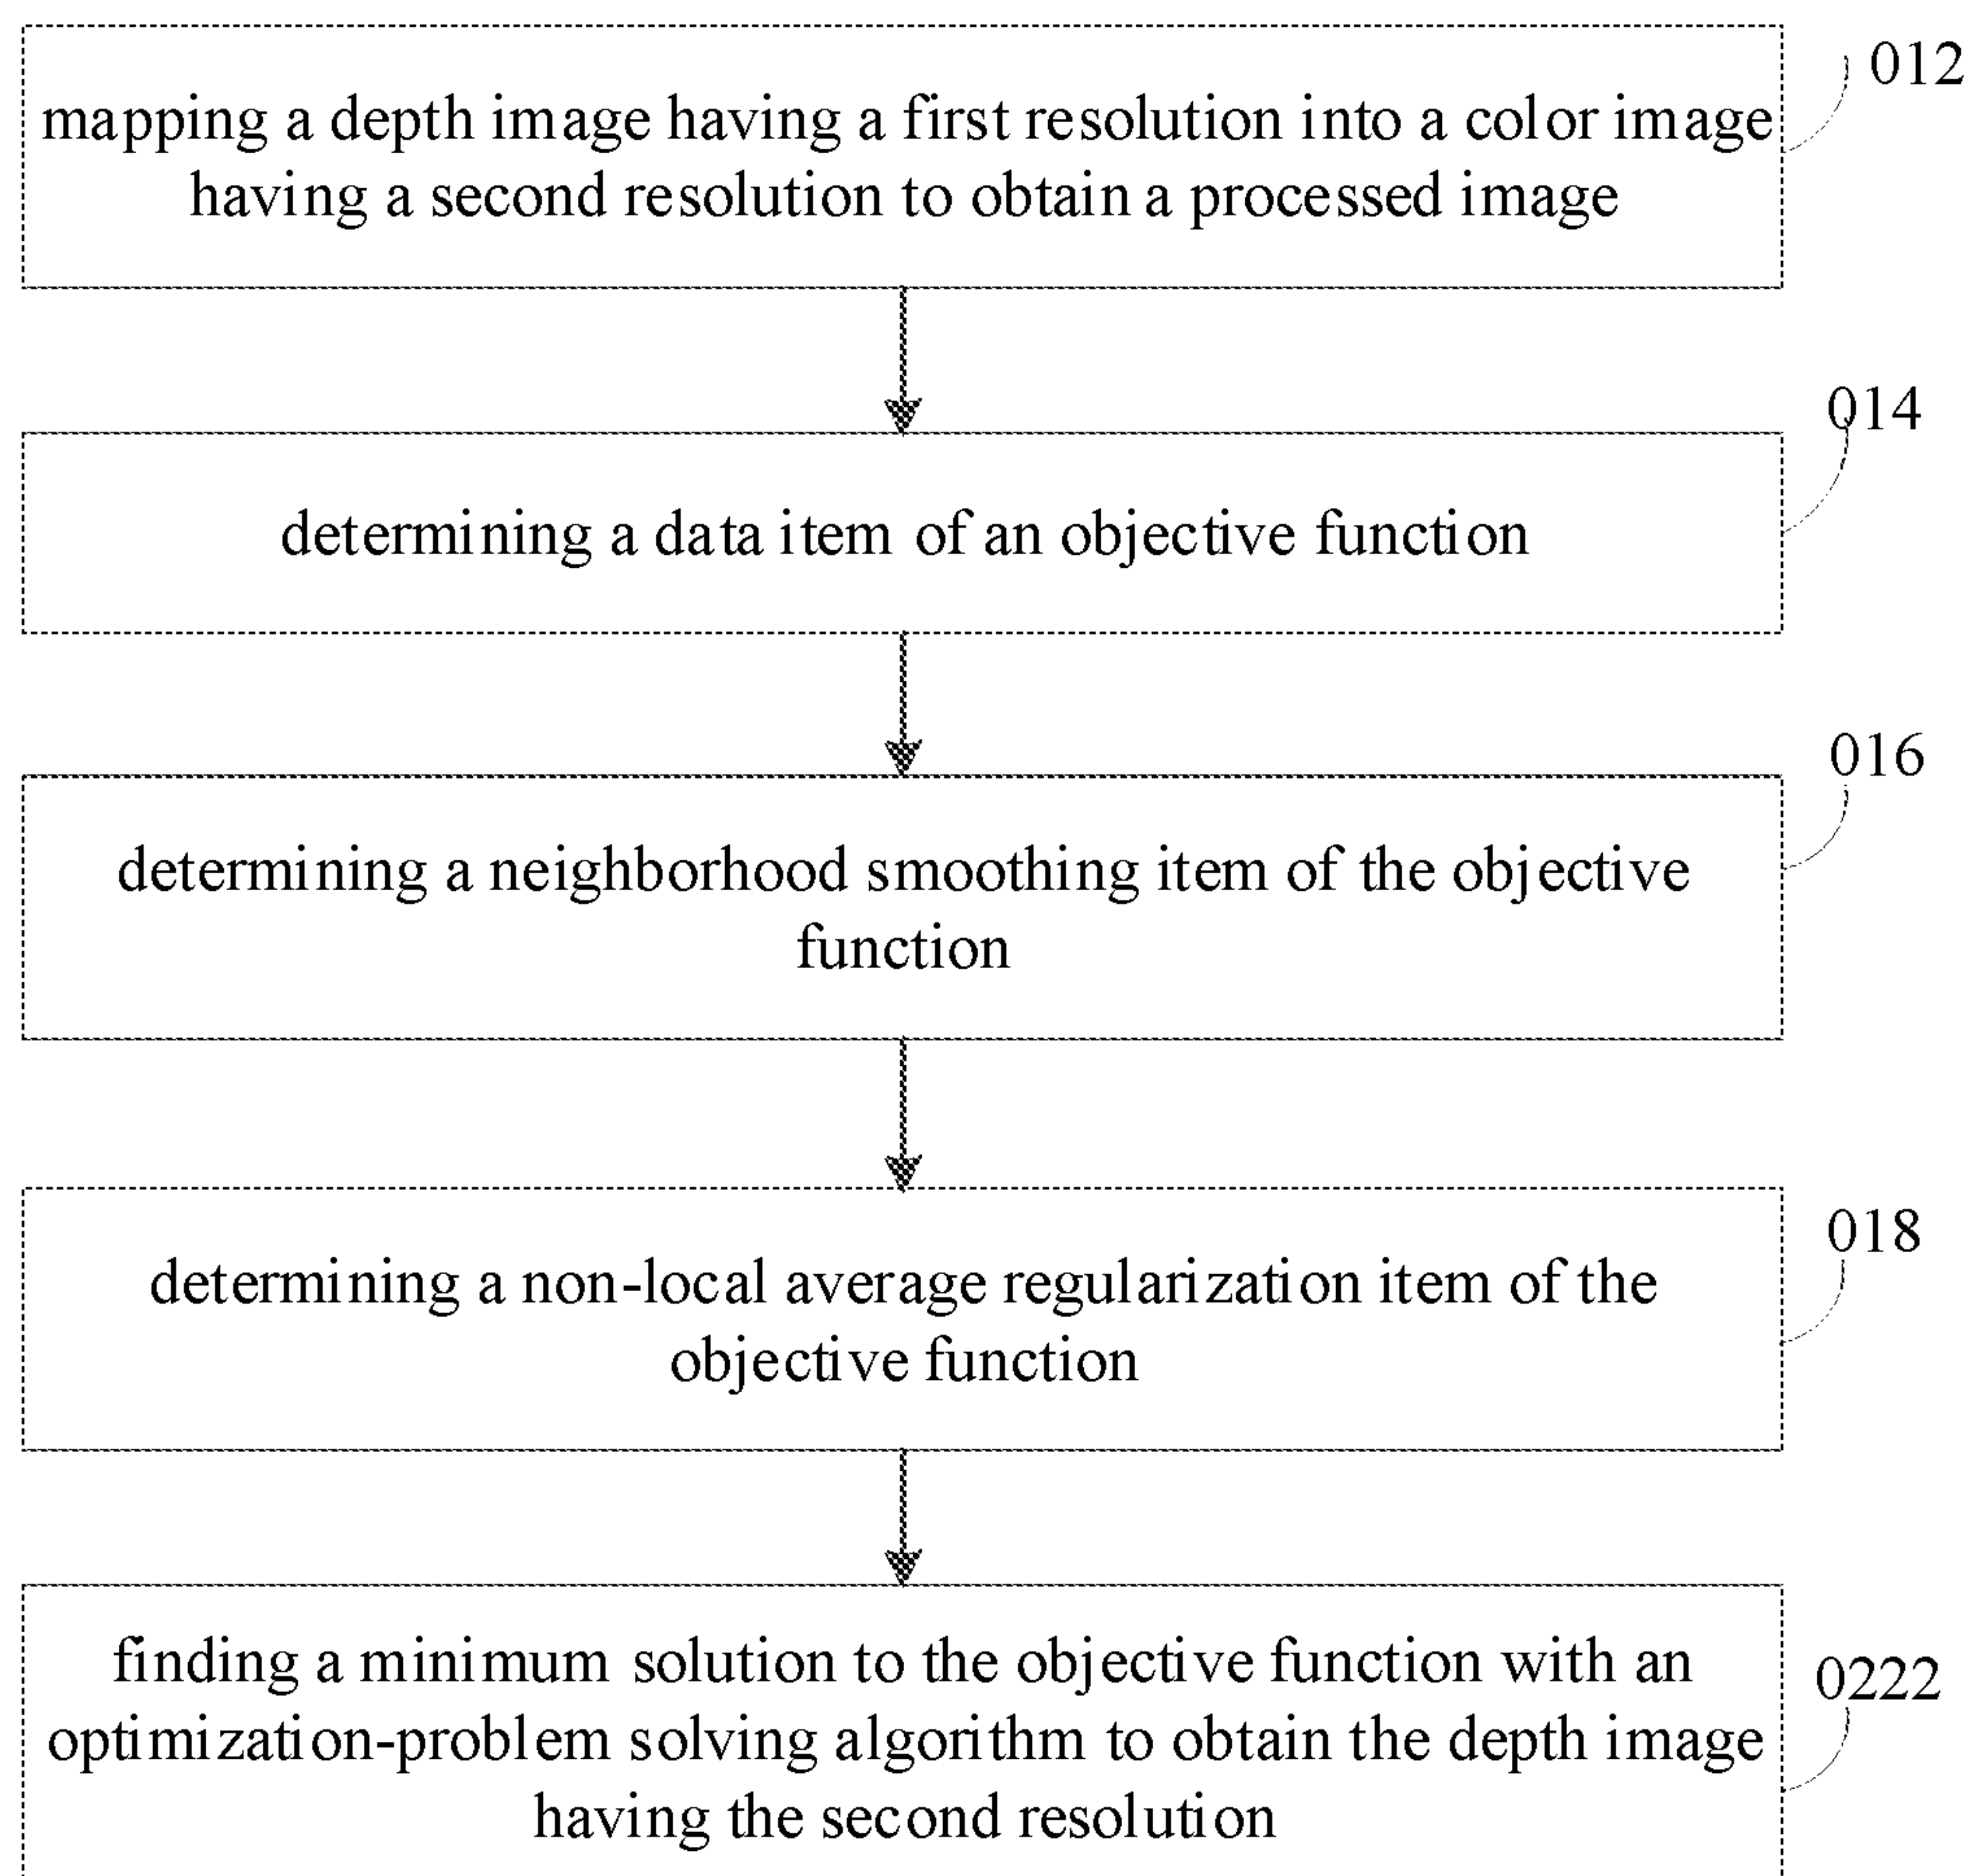 mapping a depth image having a first resolution into a color image
having a second resolution to obtain a processed image
012
determining a data item of an objective function
014
determining a neighborhood smoothing item of the objective
function
016
determining a non-local average regularization item of the
objective function
018
finding a minimum solution to the objective function with an
optimization-problem solving algorithm to obtain the depth image
having the second resolution
0222